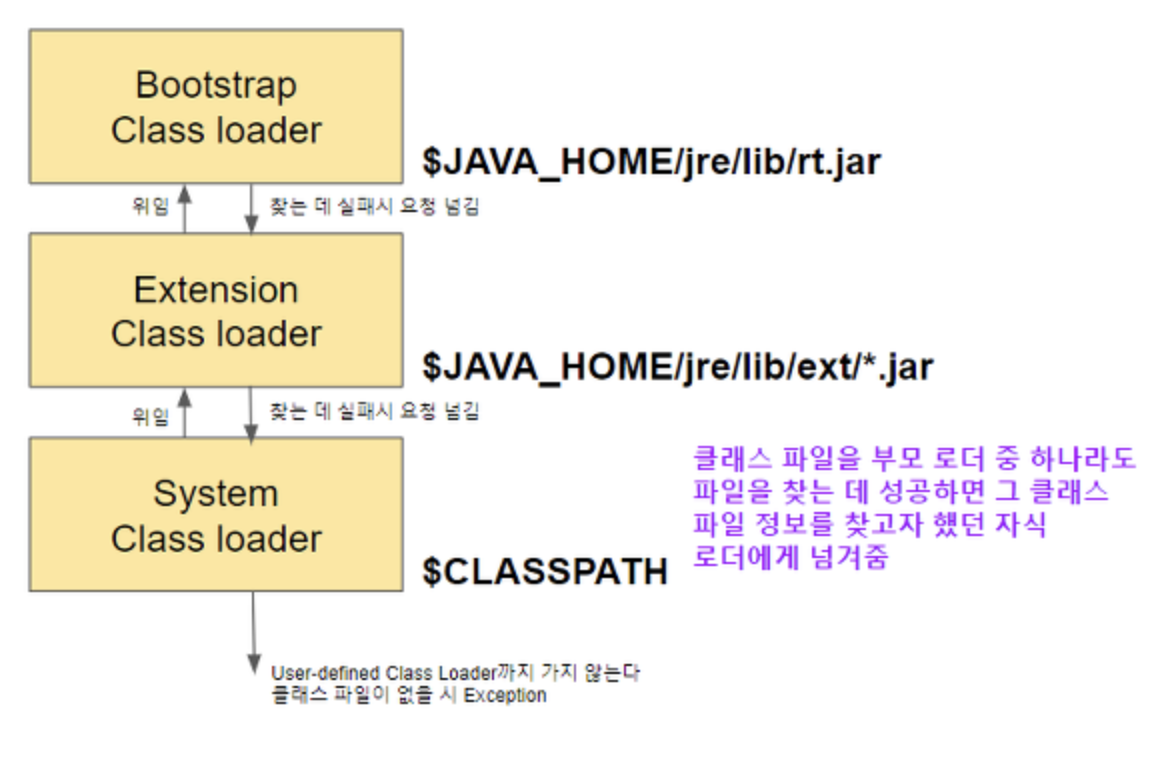 Bootstrap
Class loader
$JAVA_HOME/jre/lib/rt.jar
위임
찾는 데 실패시 요청 넘김
Extension
Class loader
$JAVA_HOME/jre/lib/ext/*.jar
위임
찾는 데 실패시 요청 넘김
System
Class loader
$CLASSPATH
클래스 파일을 부모 로더 중 하나라도
파일을 찾는 데 성공하면 그 클래스
파일 정보를 찾고자 했던 자식
로더에게 넘겨줌
User-defined Class Loader까지 가지 않는다
클래스 파일이 없을 시 Exception